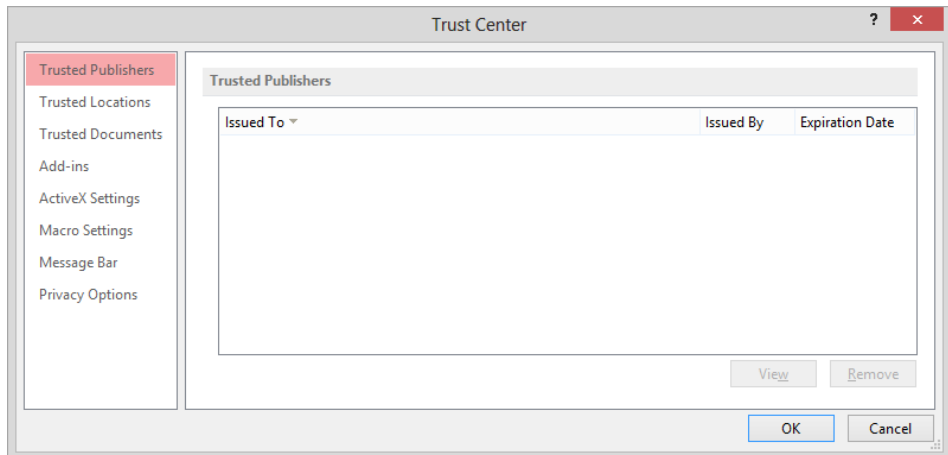 Trust Center
?
Trusted Publishers
Trusted Locations
Trusted Documents
Add-ins
ActiveX Settings
Macro Settings
Message Bar
Privacy Options
Trusted Publishers
Issued To Issued By Expiration Date
View Remove
OK Cancel